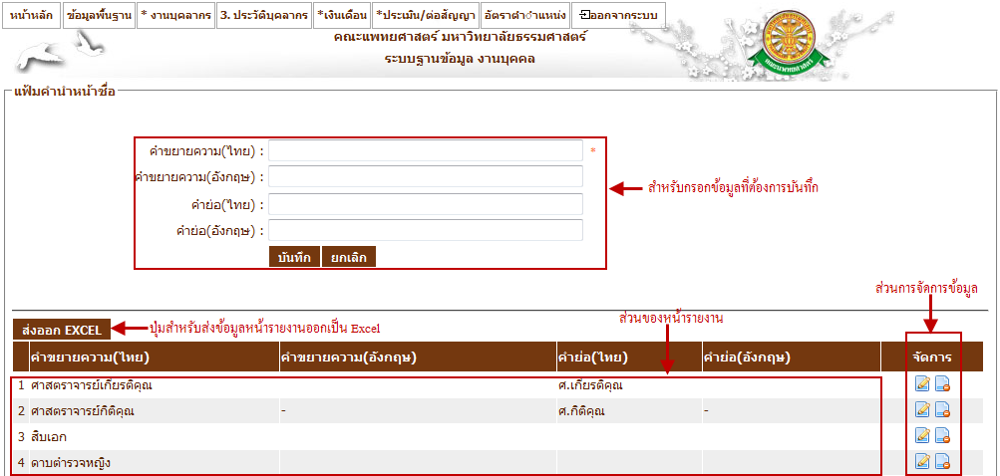 หน้าหลัก ข้อมูลพื้นฐาน * งานบุคลากร 3. ประวัติบุคลากร *เงินเดือน *ประเมิน/ต่อสัญญา อัตราตำแหน่ง ออกจากระบบ
คณะแพทยศาสตร์ มหาวิทยาลัยธรรมศาสตร์
ระบบฐานข้อมูล งานบุคคล
คณะแพทยศาสตร์
แฟ้มคำนำหน้าชื่อ
คำขยายความ(ไทย) : *
คำขยายความ(อังกฤษ) :
สำหรับกรอกข้อมูลที่ต้องการบันทึก
คำย่อ(ไทย) :
คำย่อ(อังกฤษ) :
บันทึก ยกเลิก
ส่วนการจัดการข้อมูล
ส่วนของหน้ารายงาน
ส่งออก EXCEL ปุ่มสำหรับส่งข้อมูลหน้ารายงานออกเป็น Excel
คำขยายความ(ไทย) คำขยายความ(อังกฤษ) คำย่อ(ไทย) คำย่อ(อังกฤษ) จัดการ
1 ศาสตราจารย์เกียรติคุณ ศ.เกียรติคุณ
2 ศาสตราจารย์กิติคุณ - ศ.กิติคุณ -
3 สิบเอก
4 ดาบตำรวจหญิง